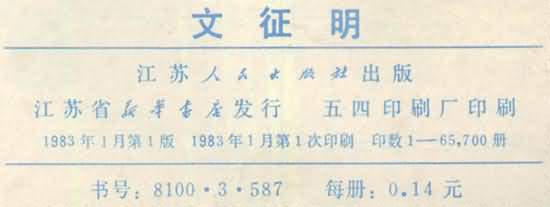 文征明
江苏人民出版社出版
江苏省新华书店发行 五四印刷厂印刷
1983年1月第1版 1983年1月第1次印刷 印数1—65,700册
书号：8100·3·587 每册：0.14元